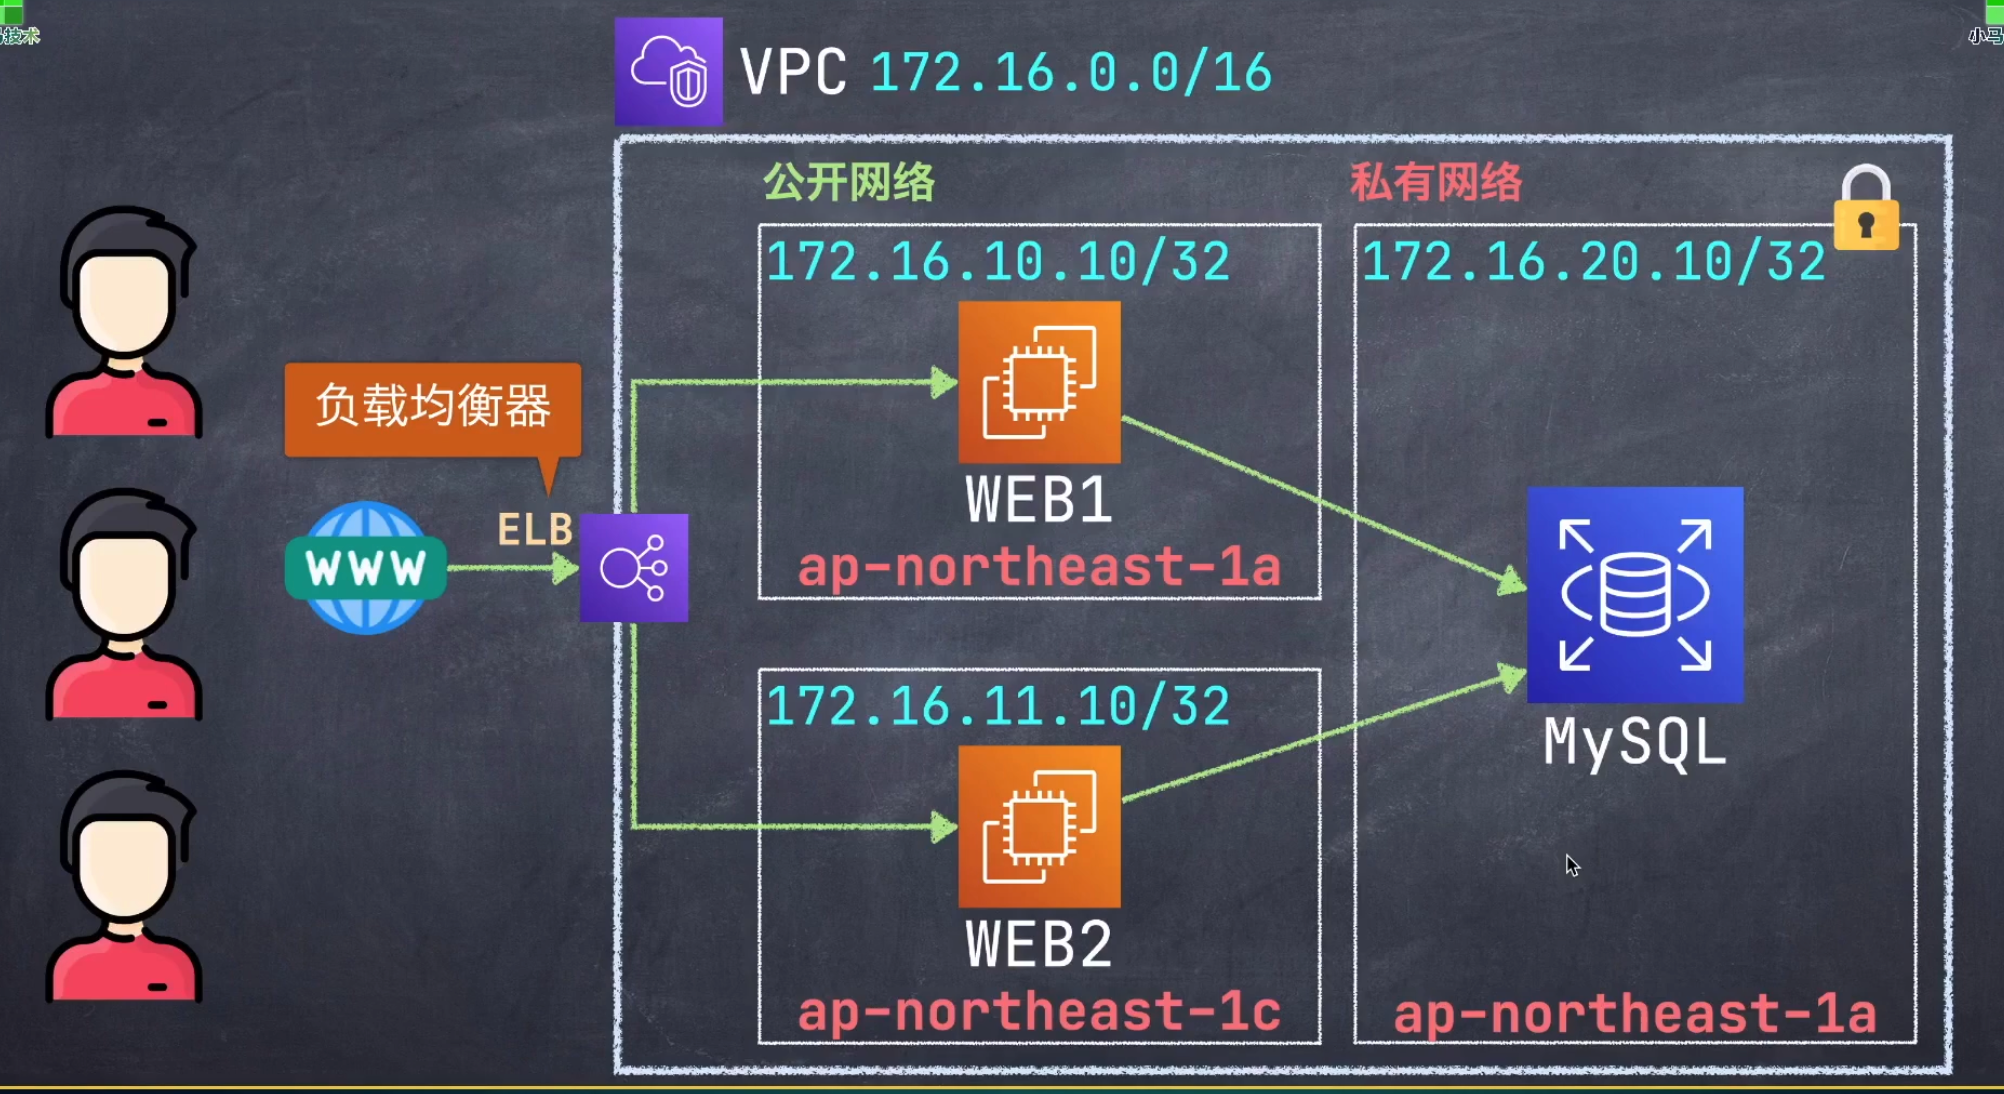 VPC 172.16.0.0/16
公开网络
私有网络
172.16.10.10/32
172.16.20.10/32
负载均衡器
WEB1
ELB
WWW
ap-northeast-1a
172.16.11.10/32
MySQL
WEB2
ap-northeast-1c
ap-northeast-1a
技术
小马